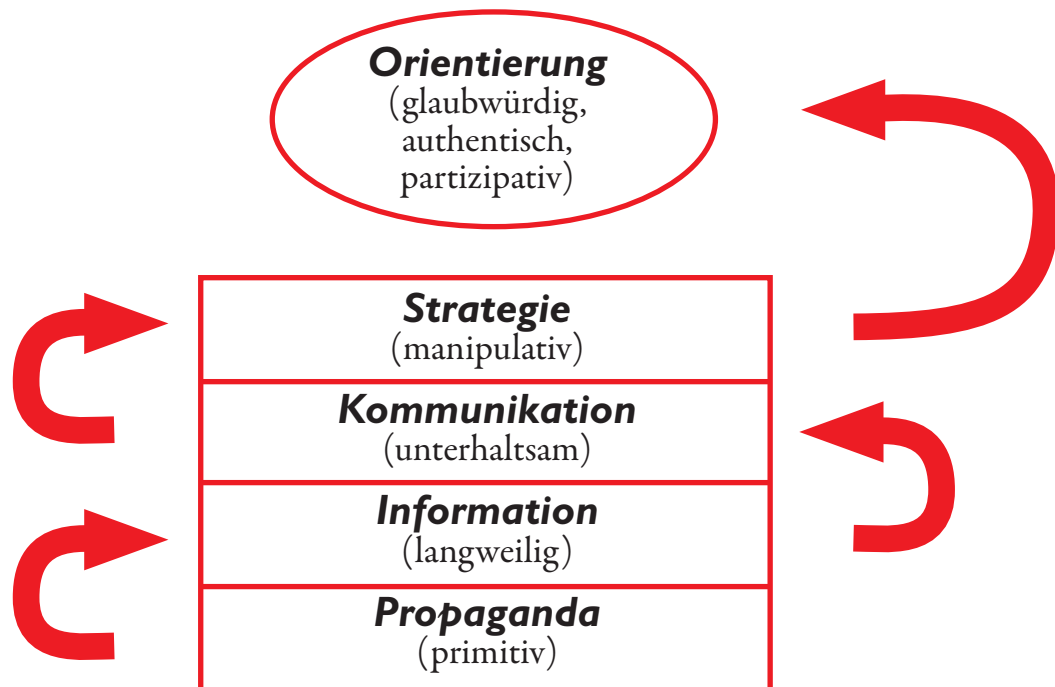 Orientierung
(glaubwürdig,
authentisch,
partizipativ)
Strategie
(manipulativ)
Kommunikation
(unterhaltsam)
Information
(langweilig)
Propaganda
(primitiv)